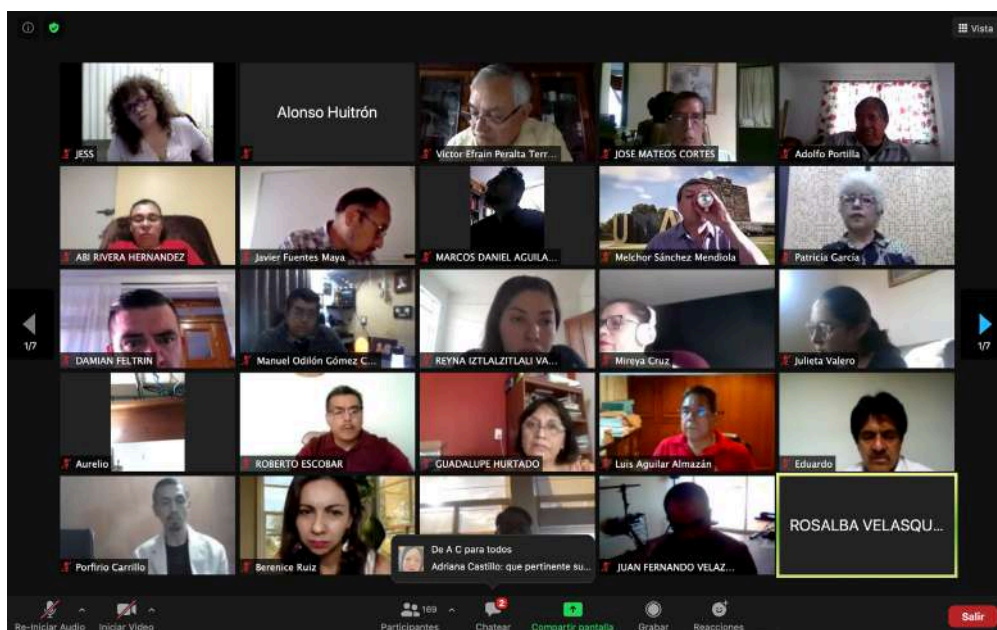 Vista
JESS
Alonso Huitrón
Victor Efrain Peralta Terr...
JOSE MATEOS CORTES
Adolfo Portilla
ABI RIVERA HERNANDEZ
Javier Fuentes Maya
MARCOS DANIEL AGUILA...
Melchor Sánchez Mendiola
Patricia García
1/7
DAMIAN FELTRIN
Manuel Odilón Gómez C...
REYNA IZTLALZITLALI VA...
Mireya Cruz
Julieta Valero
1/7
Aurelio
ROBERTO ESCOBAR
GUADALUPE HURTADO
Luis Aguilar Almazán
Eduardo
Porfirio Carrillo
Berenice Ruiz
De A C para todos
Adriana Castillo: que pertinente su...
JUAN FERNANDO VELAZ...
ROSALBA VELASQU...
Re-Iniciar Audio
Iniciar Video
169
Participantes
2
Chatear
Compartir pantalla
Grabar
Reacciones
Salir